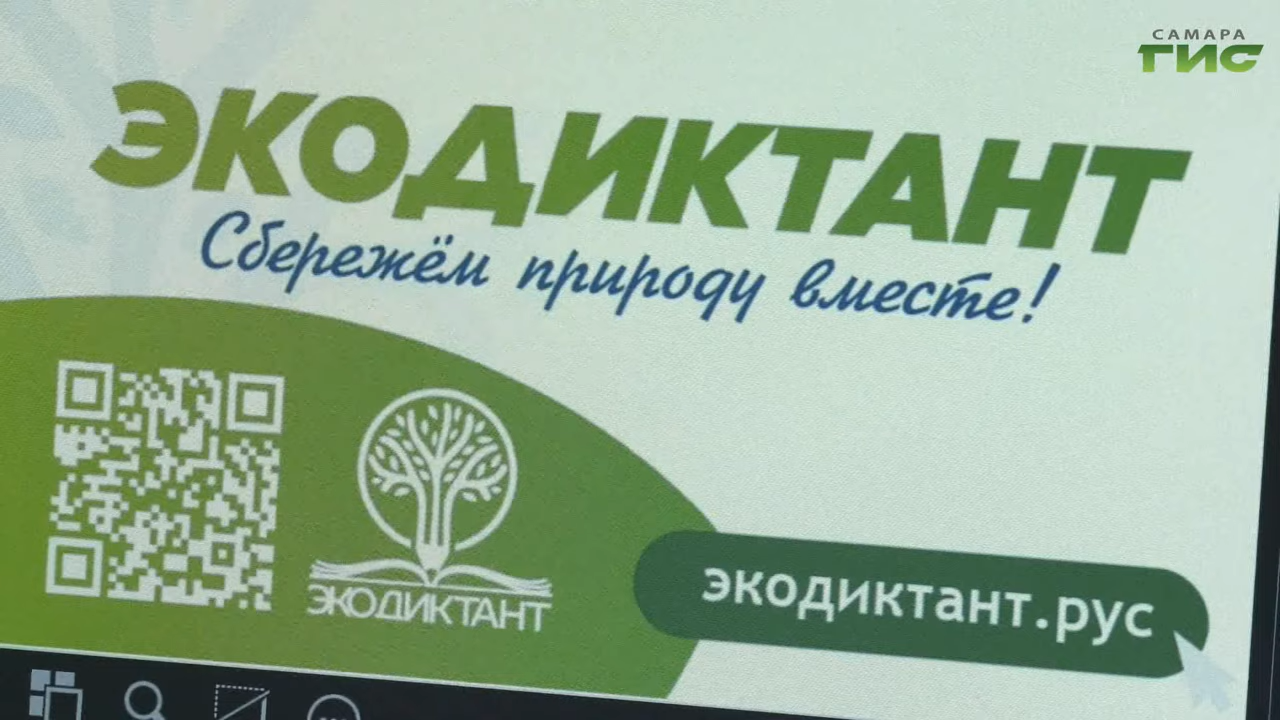 САМАРА
ГИС
ЭКОДИКТАНТ
Сбережём природу вместе!
ЭКОДИКТАНТ
экодиктант.рус